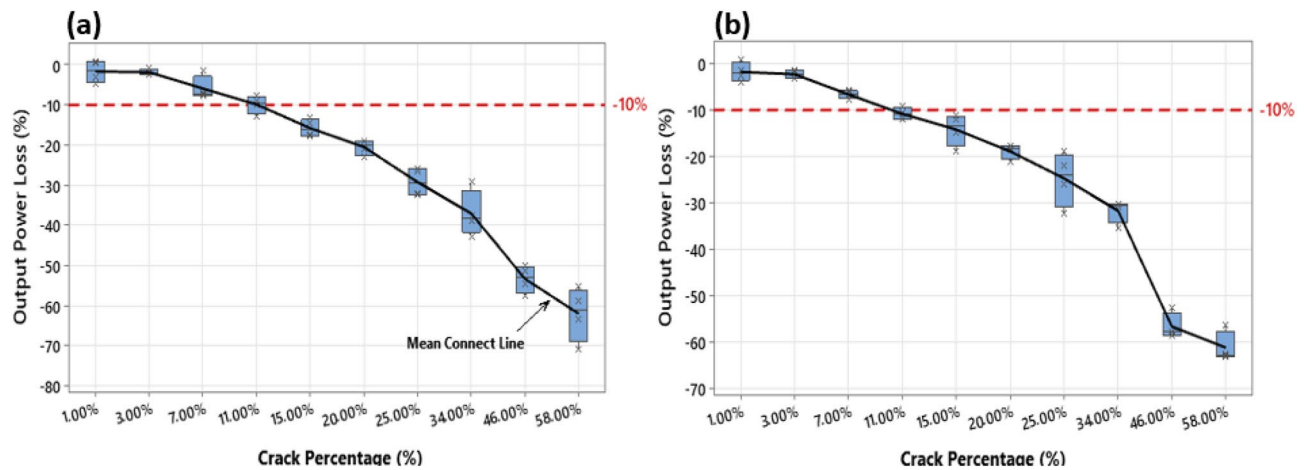 (a)
Output Power Loss (%)
0
-10
-20
-30
-40
-50
-60
-70
-80
-10%
Mean Connect Line
1.00% 3.00% 7.00% 11.00% 15.00% 20.00% 25.00% 34.00% 46.00% 58.00%
Crack Percentage (%)
(b)
Output Power Loss (%)
0
-10
-20
-30
-40
-50
-60
-70
-10%
1.00% 3.00% 7.00% 11.00% 15.00% 20.00% 25.00% 34.00% 46.00% 58.00%
Crack Percentage (%)